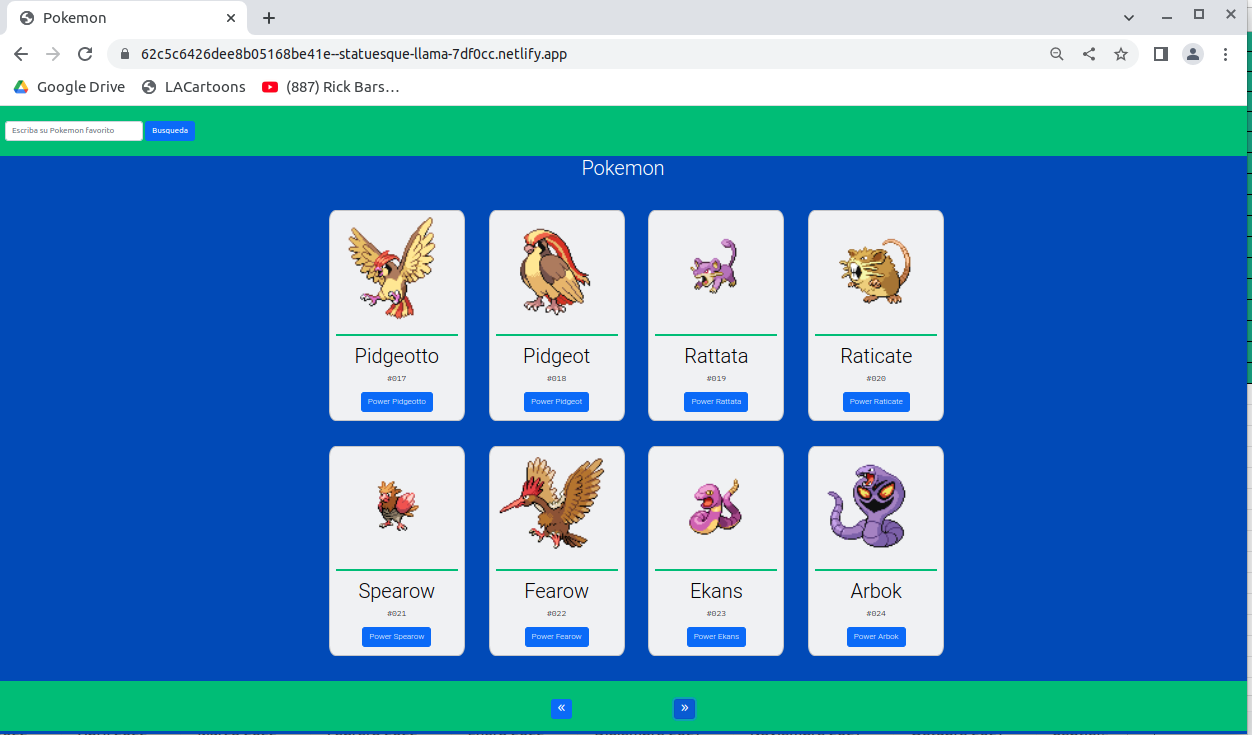 Pokemon
62c5c6426dee8b05168be41e--statuesque-llama-7df0cc.netlify.app
Google Drive LACartoons (887) Rick Bars…
Escriba su Pokemon favorito Busqueda
Pokemon
Pidgeotto Pidgeot Rattata Raticate
#017 #018 #019 #020
Power Pidgeotto Power Pidgeot Power Rattata Power Raticate
Spearow Fearow Ekans Arbok
#021 #022 #023 #024
Power Spearow Power Fearow Power Ekans Power Arbok
« »